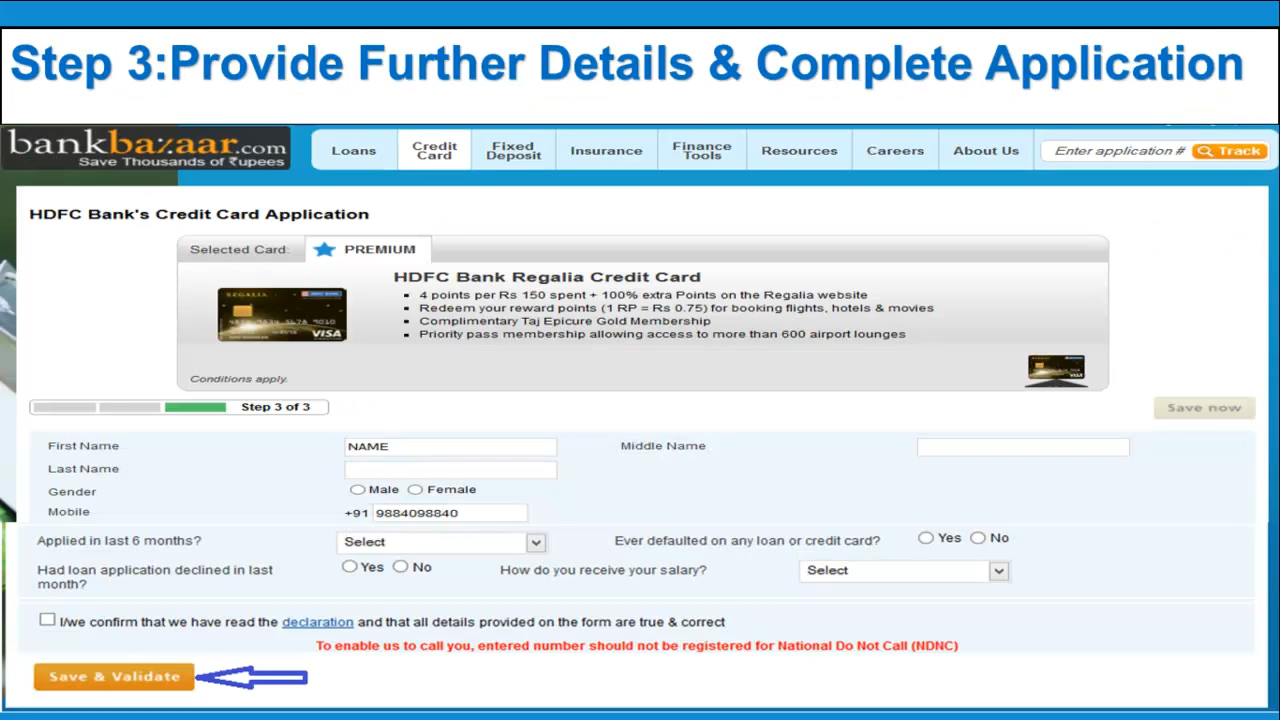 Step 3:Provide Further Details & Complete Application
bankbazaar.com
Save Thousands of ₹upees
Loans
Credit Card
Fixed Deposit
Insurance
Finance Tools
Resources
Careers
About Us
Enter application #
Track
HDFC Bank's Credit Card Application
Selected Card:
PREMIUM
HDFC Bank Regalia Credit Card
4 points per Rs 150 spent + 100% extra Points on the Regalia website
Redeem your reward points (1 RP = Rs 0.75) for booking flights, hotels & movies
Complimentary Taj Epicure Gold Membership
Priority pass membership allowing access to more than 600 airport lounges
REGALIA
VISA
Conditions apply.
Step 3 of 3
Save now
First Name NAME Middle Name
Last Name
Gender Male Female
Mobile +91 9884098840
Applied in last 6 months? Select Ever defaulted on any loan or credit card? Yes No
Had loan application declined in last Yes No How do you receive your salary? Select
month?
I/we confirm that we have read the declaration and that all details provided on the form are true & correct
To enable us to call you, entered number should not be registered for National Do Not Call (NDNC)
Save & Validate